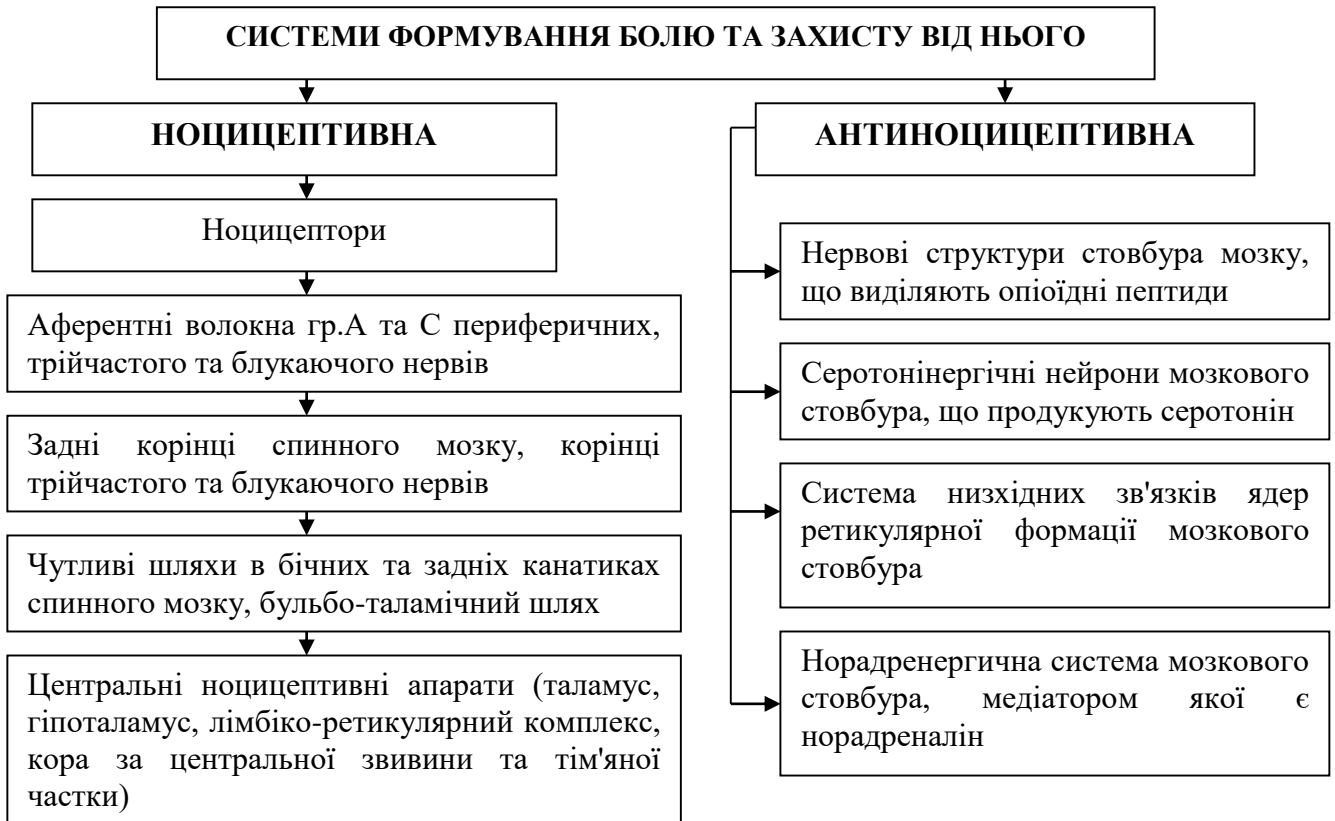 СИСТЕМИ ФОРМУВАННЯ БОЛЮ ТА ЗАХИСТУ ВІД НЬОГО
НОЦИЦЕПТИВНА
Ноцицептори
Аферентні волокна гр.А та С периферичних,
трійчастого та блукаючого нервів
Задні корінці спинного мозку, корінці
трійчастого та блукаючого нервів
Чутливі шляхи в бічних та задніх канатиках
спинного мозку, бульбо-таламічний шлях
Центральні ноцицептивні апарати (таламус,
гіпоталамус, лімбіко-ретикулярний комплекс,
кора за центральної звивини та тім'яної
частки)
АНТИНОЦИЦЕПТИВНА
Нервові структури стовбура мозку,
що виділяють опіоїдні пептиди
Серотонінергічні нейрони мозкового
стовбура, що продукують серотонін
Система низхідних зв'язків ядер
ретикулярної формації мозкового
стовбура
Норадренергична система мозкового
стовбура, медіатором якої є
норадреналін